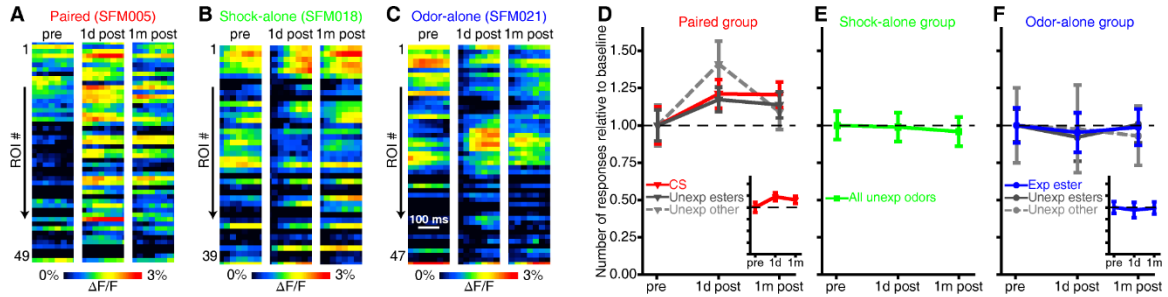 A Paired (SFM005)
pre 1d post 1m post
1
ROI #
49
0% 3%
ΔF/F
B Shock-alone (SFM018)
pre 1d post 1m post
1
ROI #
39
0% 3%
ΔF/F
C Odor-alone (SFM021)
pre 1d post 1m post
1
ROI #
100 ms
47
0% 3%
ΔF/F
D Paired group
Number of responses relative to baseline
1.50
1.25
1.00
0.75
0.50
0.25
0.00
CS
Unexp esters
Unexp other
pre 1d 1m
pre 1d post 1m post
E Shock-alone group
All unexp odors
pre 1d post 1m post
F Odor-alone group
Exp ester
Unexp esters
Unexp other
pre 1d 1m
pre 1d post 1m post